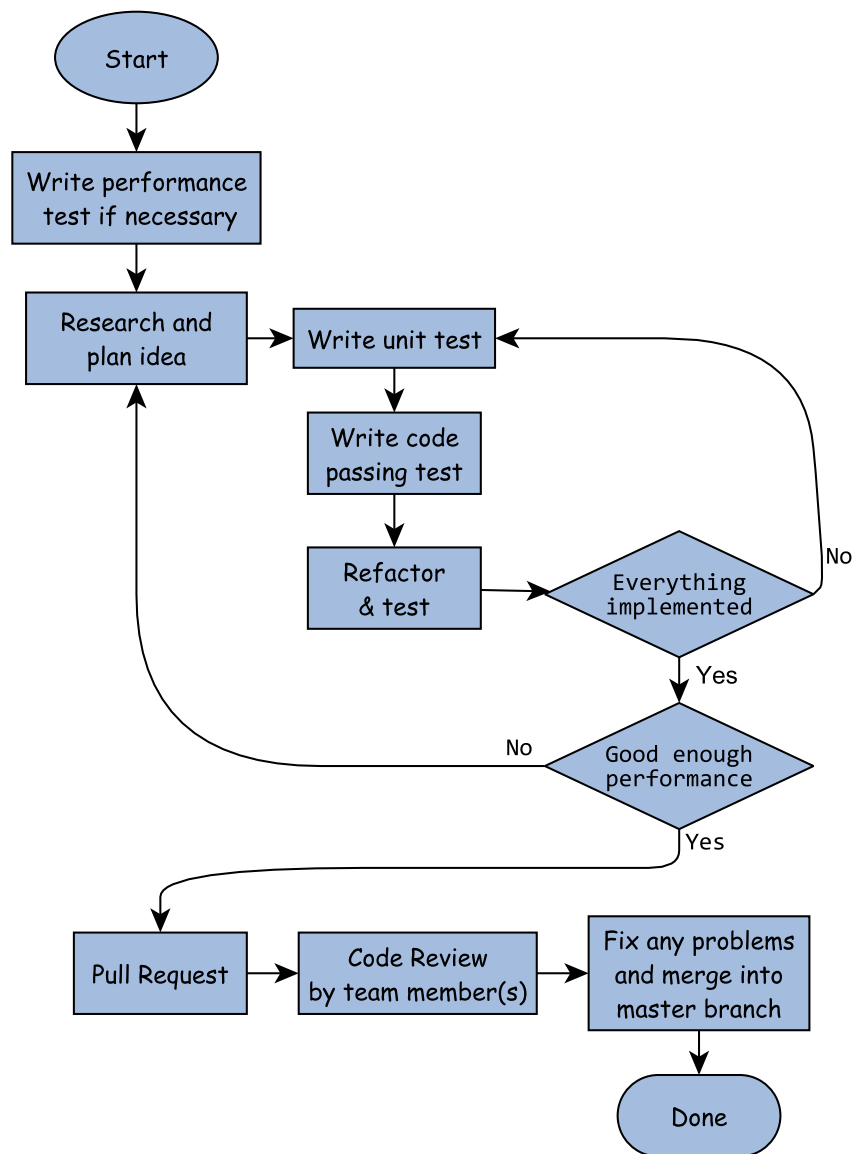 Start
Write performance
test if necessary
Research and
plan idea
Write unit test
Write code
passing test
Refactor
& test
Everything
implemented
No
Yes
Good enough
performance
No
Yes
Pull Request
Code Review
by team member(s)
Fix any problems
and merge into
master branch
Done